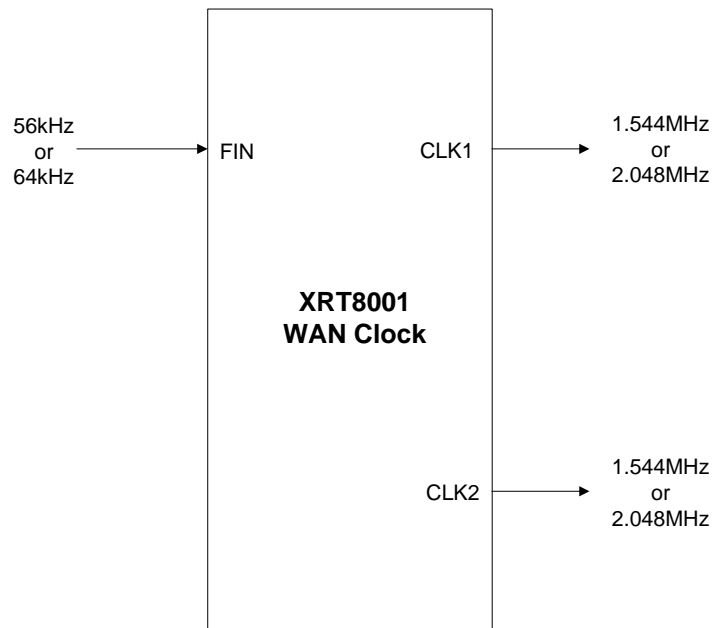 56kHz
or
64kHz
FIN
CLK1
1.544MHz
or
2.048MHz
XRT8001
WAN Clock
CLK2
1.544MHz
or
2.048MHz